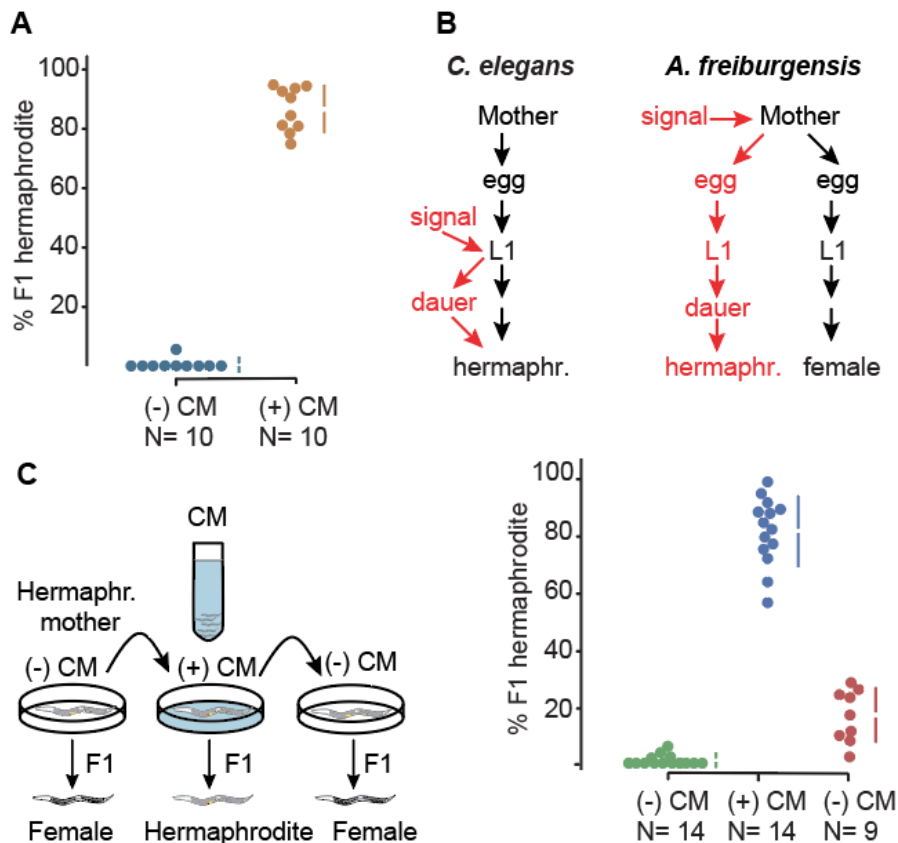 A
% F1 hermaphrodite
100
80
60
40
20
(-) CM
N= 10
(+) CM
N= 10
B
C. elegans
Mother
egg
signal
L1
dauer
hermaphr.
A. freiburgensis
signal
Mother
egg
egg
L1
L1
dauer
hermaphr.
female
C
CM
Hermaphr.
mother
(-) CM
(+) CM
(-) CM
F1
F1
F1
Female
Hermaphrodite
Female
% F1 hermaphrodite
100
80
60
40
20
(-) CM
N= 14
(+) CM
N= 14
(-) CM
N= 9